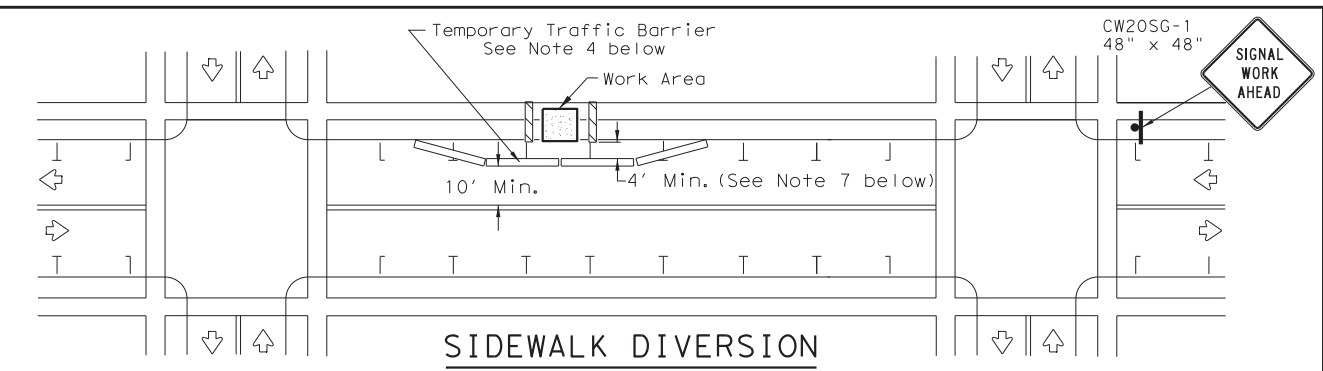 Temporary Traffic Barrier
See Note 4 below
Work Area
CW20SG-1
48" x 48"
SIGNAL
WORK
AHEAD
10' Min.
4' Min. (See Note 7 below)
SIDEWALK DIVERSION